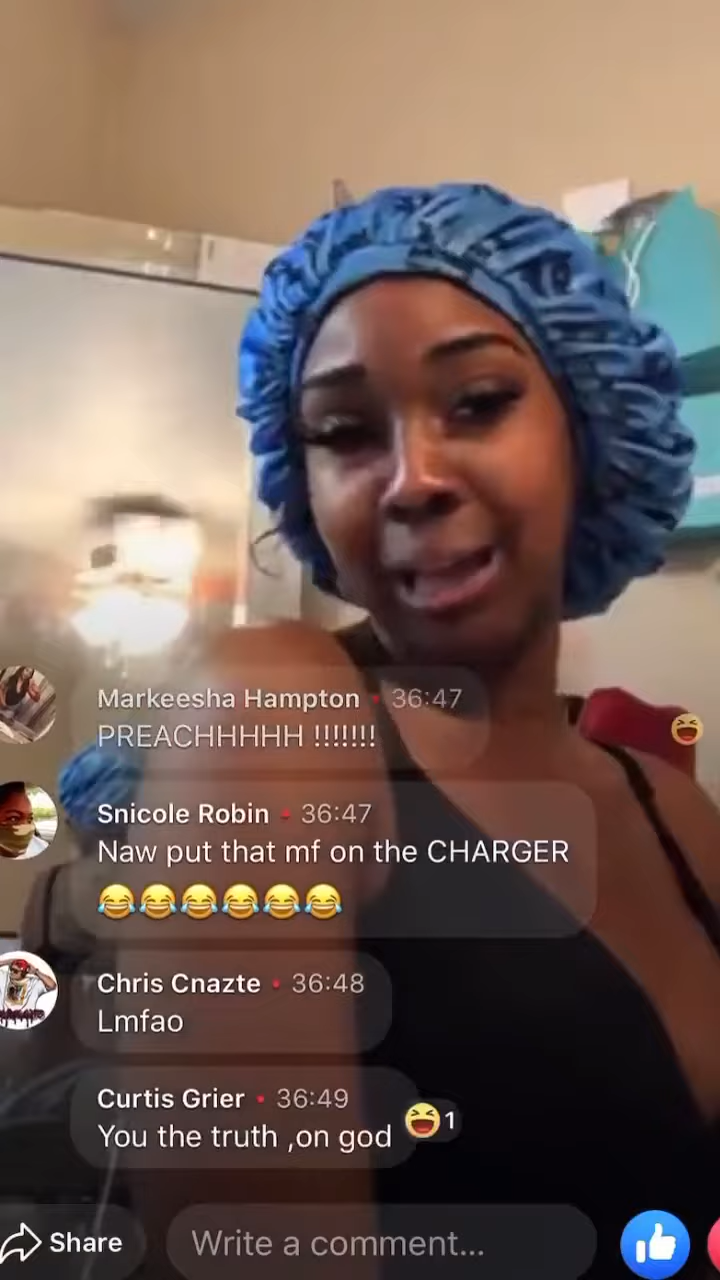 Markeesha Hampton • 36:47
PREACHHHHH !!!!!!!
Snicole Robin • 36:47
Naw put that mf on the CHARGER
😂😂😂😂😂😂
Chris Cnazte • 36:48
Lmfao
Curtis Grier • 36:49
You the truth ,on god 😆 1
Share
Write a comment...